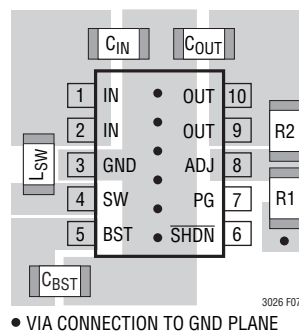 CIN COUT
1 IN OUT 10
2 IN OUT 9 R2
LSW
3 GND ADJ 8
4 SW PG 7 R1
5 BST SHDN 6
CBST
3026 F07
• VIA CONNECTION TO GND PLANE